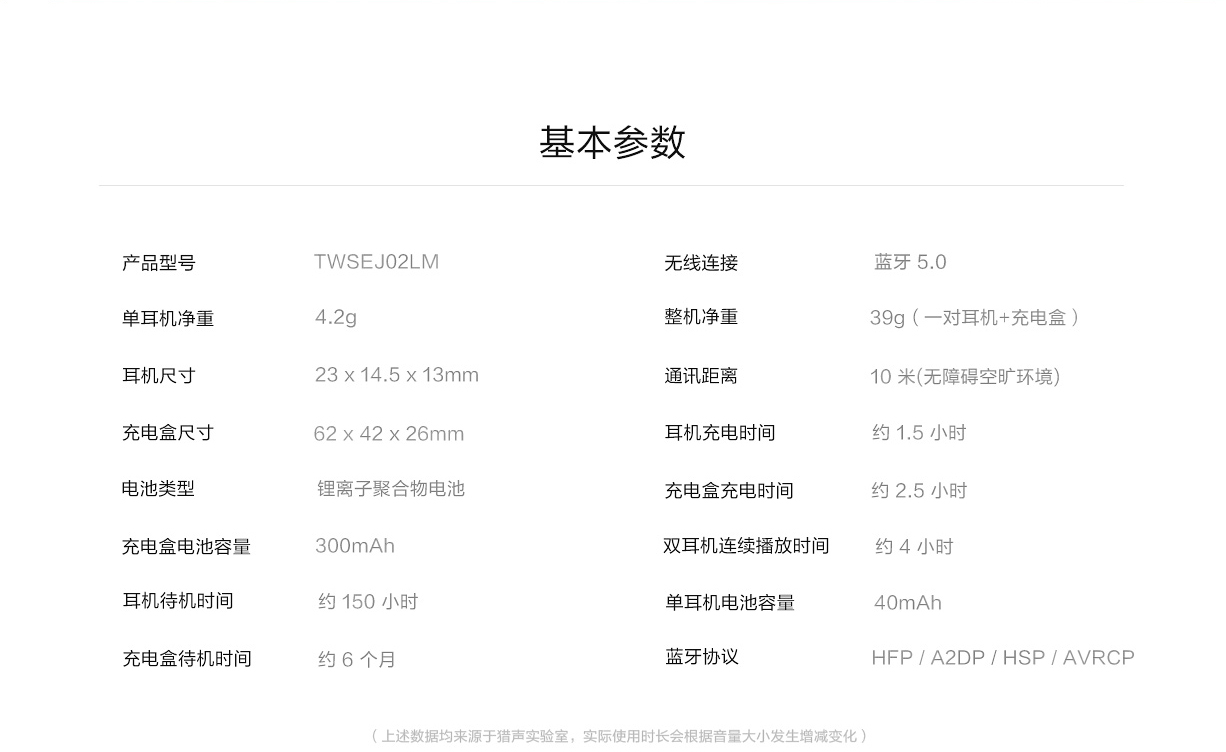 基本参数
产品型号 TWSEJ02LM 无线连接 蓝牙 5.0
单耳机净重 4.2g 整机净重 39g（一对耳机+充电盒）
耳机尺寸 23 x 14.5 x 13mm 通讯距离 10 米(无障碍空旷环境)
充电盒尺寸 62 x 42 x 26mm 耳机充电时间 约 1.5 小时
电池类型 锂离子聚合物电池 充电盒充电时间 约 2.5 小时
充电盒电池容量 300mAh 双耳机连续播放时间 约 4 小时
耳机待机时间 约 150 小时 单耳机电池容量 40mAh
充电盒待机时间 约 6 个月 蓝牙协议 HFP / A2DP / HSP / AVRCP
（上述数据均来源于猎声实验室，实际使用时长会根据音量大小发生增减变化）